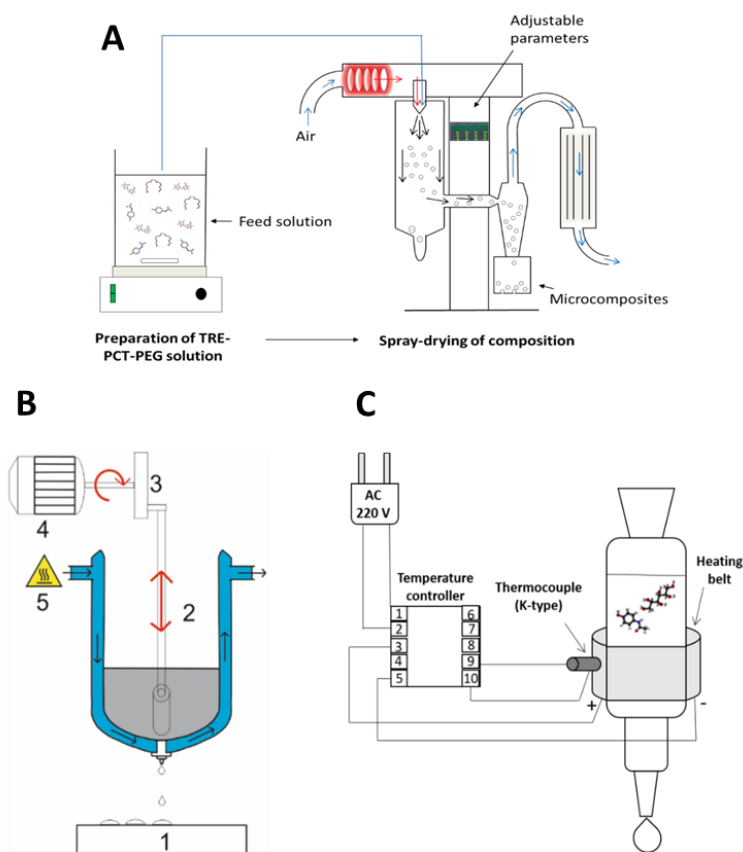 A
Adjustable
parameters
Air
Feed solution
Microcomposites
Preparation of TRE-
PCT-PEG solution
Spray-drying of composition
B
3
4
5
2
1
C
AC
220 V
Temperature
controller
Thermocouple
(K-type)
Heating
belt
1 6
2 7
3 8
4 9
5 10
+ -